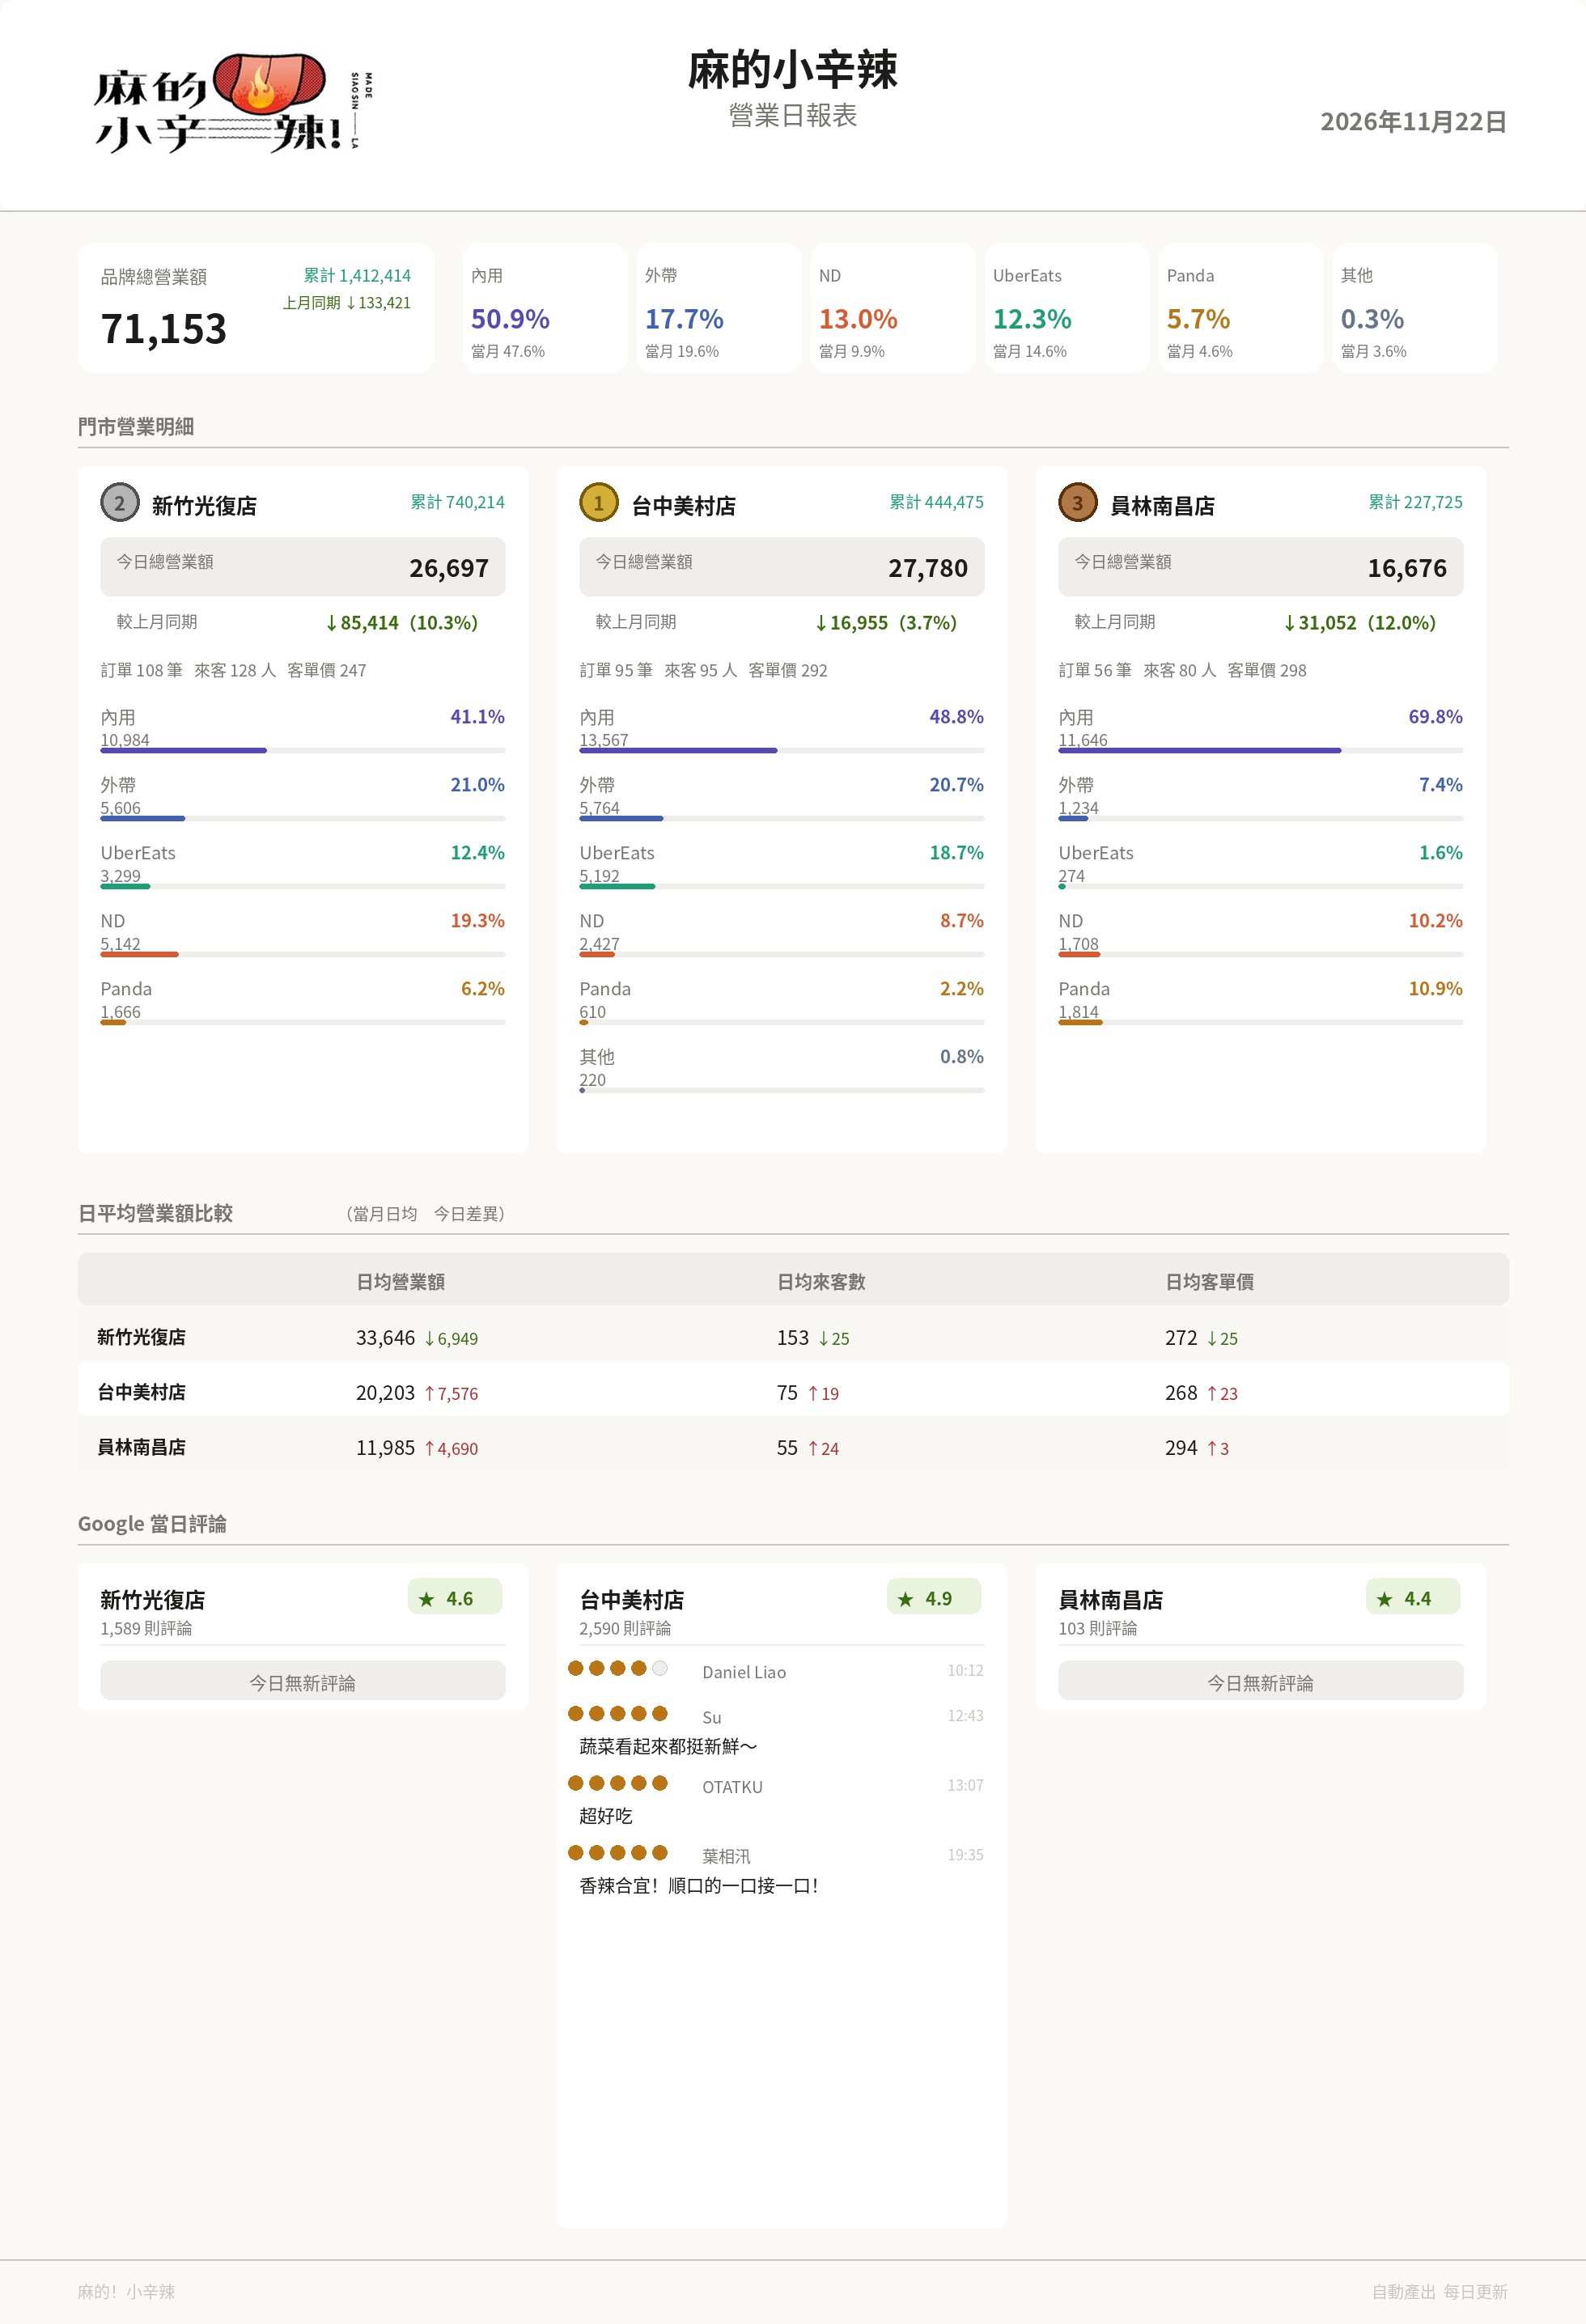 麻的
小辛辣!
MADE
SIAO SIN LA
麻的小辛辣
營業日報表
2026年11月22日
品牌總營業額
累計 1,412,414
上月同期 ↓133,421
71,153
內用
50.9%
當月 47.6%
外帶
17.7%
當月 19.6%
ND
13.0%
當月 9.9%
UberEats
12.3%
當月 14.6%
Panda
5.7%
當月 4.6%
其他
0.3%
當月 3.6%
門市營業明細
2 新竹光復店 累計 740,214
今日總營業額 26,697
較上月同期 ↓85,414（10.3%）
訂單 108 筆 來客 128 人 客單價 247
內用 41.1%
10,984
外帶 21.0%
5,606
UberEats 12.4%
3,299
ND 19.3%
5,142
Panda 6.2%
1,666
1 台中美村店 累計 444,475
今日總營業額 27,780
較上月同期 ↓16,955（3.7%）
訂單 95 筆 來客 95 人 客單價 292
內用 48.8%
13,567
外帶 20.7%
5,764
UberEats 18.7%
5,192
ND 8.7%
2,427
Panda 2.2%
610
其他 0.8%
220
3 員林南昌店 累計 227,725
今日總營業額 16,676
較上月同期 ↓31,052（12.0%）
訂單 56 筆 來客 80 人 客單價 298
內用 69.8%
11,646
外帶 7.4%
1,234
UberEats 1.6%
274
ND 10.2%
1,708
Panda 10.9%
1,814
日平均營業額比較 （當月日均 今日差異）
日均營業額 日均來客數 日均客單價
新竹光復店 33,646 ↓6,949 153 ↓25 272 ↓25
台中美村店 20,203 ↑7,576 75 ↑19 268 ↑23
員林南昌店 11,985 ↑4,690 55 ↑24 294 ↑3
Google 當日評論
新竹光復店 ★ 4.6
1,589 則評論
今日無新評論
台中美村店 ★ 4.9
2,590 則評論
Daniel Liao 10:12
Su 12:43
蔬菜看起來都挺新鮮～
OTATKU 13:07
超好吃
葉相汛 19:35
香辣合宜！順口的一口接一口！
員林南昌店 ★ 4.4
103 則評論
今日無新評論
麻的！小辛辣
自動產出 每日更新